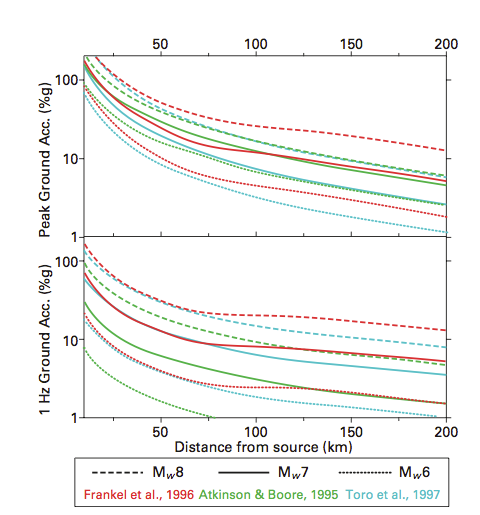 50 100 150 200
Peak Ground Acc. (%g)
100
10
1
1 Hz Ground Acc. (%g)
100
10
1
50 100 150 200
Distance from source (km)
Mw8 Mw7 Mw6
Frankel et al., 1996 Atkinson & Boore, 1995 Toro et al., 1997